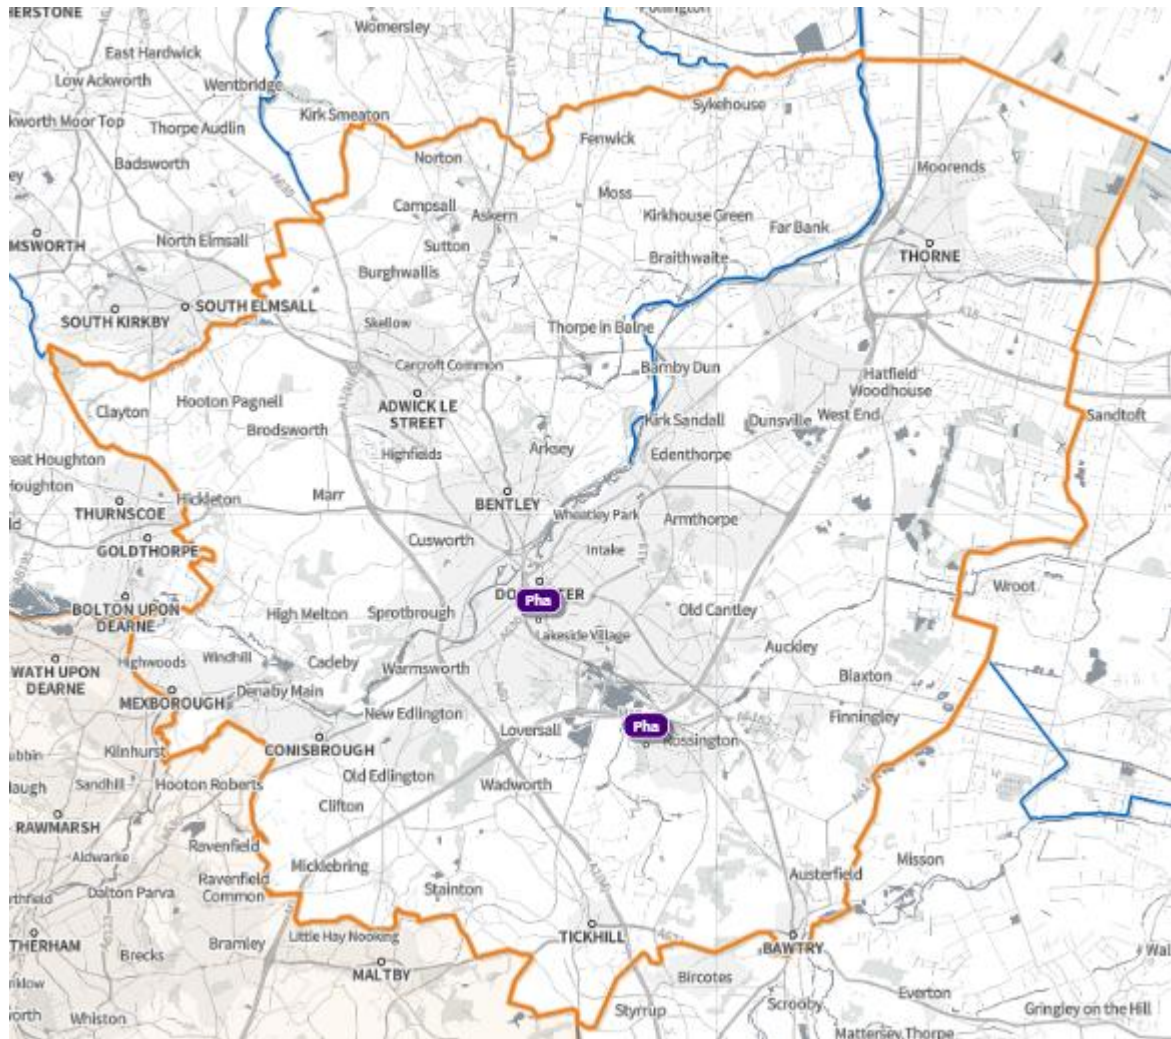 HERSTONE
Womersley
Pollington
East Hardwick
Low Ackworth
Wentbridge
Kirk Smeaton
Sykehouse
kworth Moor Top
Thorpe Audlin
Fenwick
Badsworth
Norton
Moorends
Moss
Campsall
Askern
Kirkhouse Green
Far Bank
MSWORTH
North Elmsall
Sutton
Braithwaite
THORNE
Burghwallis
SOUTH ELMSALL
SOUTH KIRKBY
Skellow
Thorpe in Balne
A18
Carcroft Common
Barnby Dun
Hatfield
Woodhouse
Clayton
Hooton Pagnell
ADWICK LE
STREET
Kirk Sandall
Dunsville
West End
Sandtoft
Brodsworth
Highfields
Arksey
Edenthorpe
reat Houghton
Houghton
Hickleton
Marr
BENTLEY
THURNSCOE
Wheatley Park
Armthorpe
GOLDTHORPE
Cusworth
Intake
A6195
Wroot
BOLTON UPON
DEARNE
High Melton
Sprotbrough
DO
TER
Pha
Old Cantley
Lakeside Village
Auckley
Highwoods
Windhill
Cadeby
Warmsworth
WATH UPON
DEARNE
Blaxton
MEXBOROUGH
Denaby Main
New Edlington
Finningley
Loversall
Pha
Rossington
Kilnhurst
CONISBROUGH
Sandhill
Hooton Roberts
Old Edlington
Wadworth
Clifton
RAWMARSH
Ravenfield
Aldwarke
Micklebring
Misson
Ravenfield
Common
Dalton Parva
Stainton
Austerfield
THERHAM
Brecks
Bramley
Little Hay Nooking
TICKHILL
BAWTRY
MALTBY
Bircotes
Everton
Whiston
Styrrup
Scrooby
Gringley on the Hill
Mattersey Thorpe